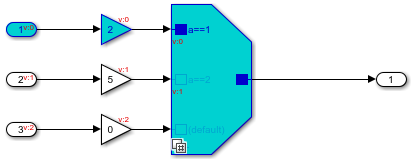 v:0
1 v:0
2
a==1
v:0
v:1
2 v:1
5
a==2
1
v:1
v:2
3 v:2
0
(default)